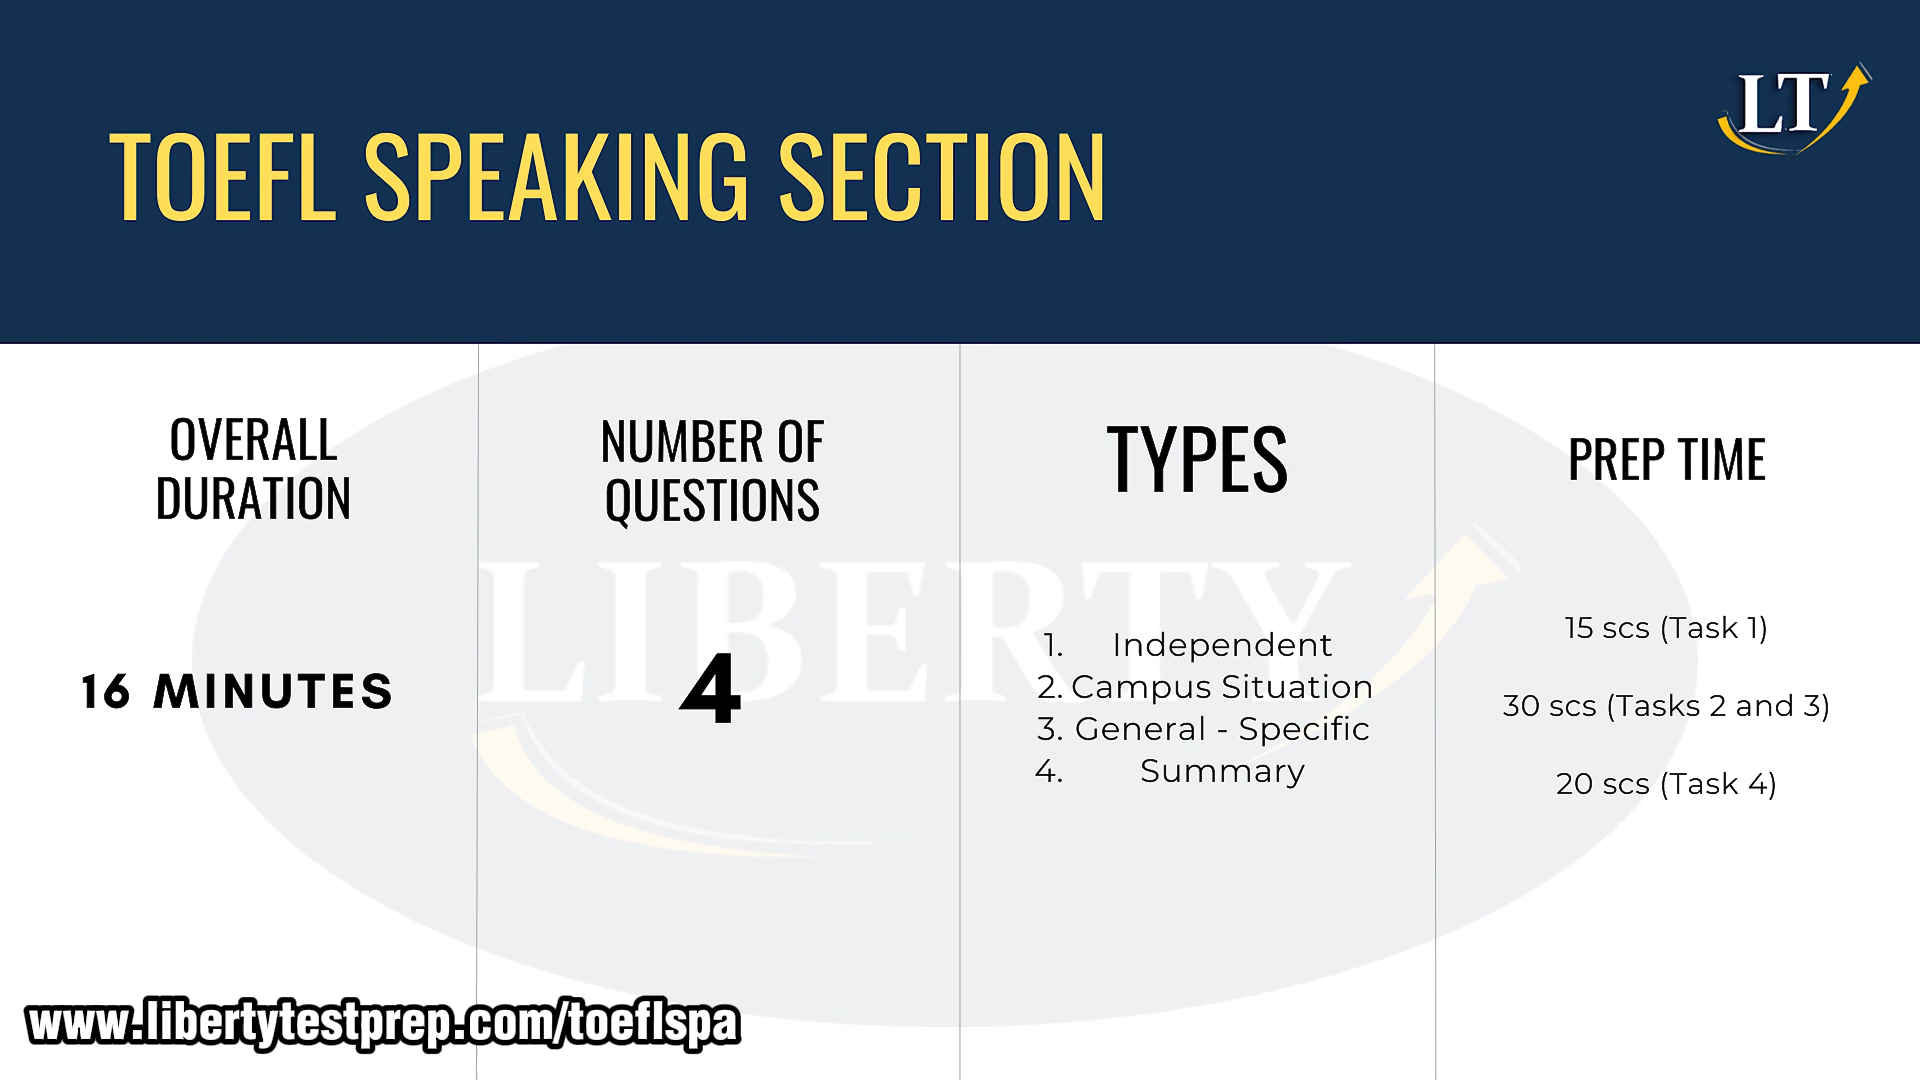 LT
TOEFL SPEAKING SECTION
OVERALL
DURATION
16 MINUTES
NUMBER OF
QUESTIONS
4
TYPES
1. Independent
2. Campus Situation
3. General - Specific
4. Summary
PREP TIME
15 scs (Task 1)
30 scs (Tasks 2 and 3)
20 scs (Task 4)
LIBERTY
www.libertytestprep.com/toeflspa